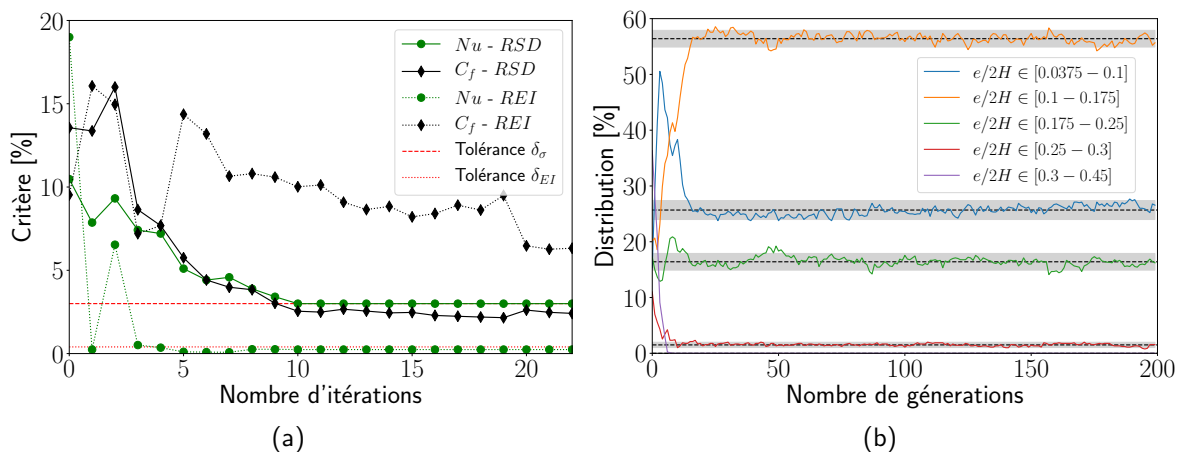 20
15
10
5
0
Critère [%]
0
5
10
15
20
Nombre d'itérations
Nu - RSD
C_f - RSD
Nu - REI
C_f - REI
Tolérance δ_σ
Tolérance δ_EI
(a)
60
50
40
30
20
10
0
Distribution [%]
0
50
100
150
200
Nombre de génerations
e/2H ∈ [0.0375 − 0.1]
e/2H ∈ [0.1 − 0.175]
e/2H ∈ [0.175 − 0.25]
e/2H ∈ [0.25 − 0.3]
e/2H ∈ [0.3 − 0.45]
(b)